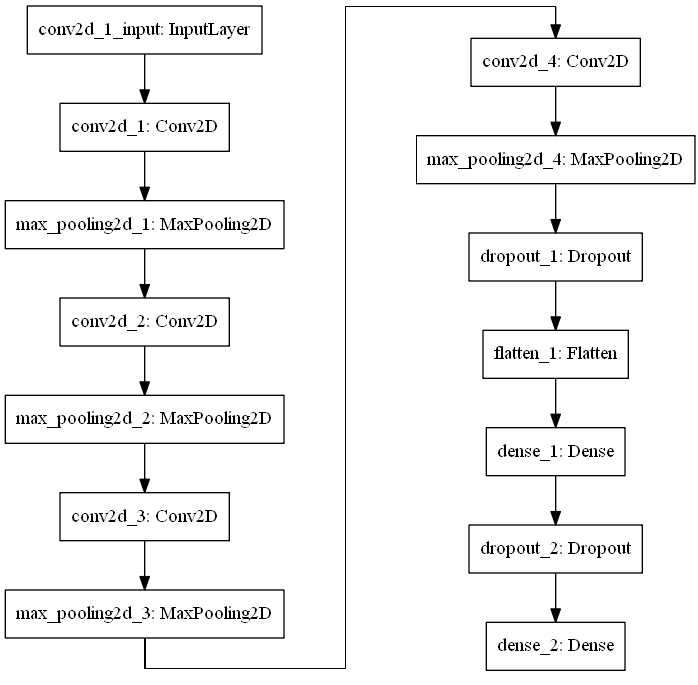 conv2d_1_input: InputLayer
conv2d_1: Conv2D
max_pooling2d_1: MaxPooling2D
conv2d_2: Conv2D
max_pooling2d_2: MaxPooling2D
conv2d_3: Conv2D
max_pooling2d_3: MaxPooling2D
conv2d_4: Conv2D
max_pooling2d_4: MaxPooling2D
dropout_1: Dropout
flatten_1: Flatten
dense_1: Dense
dropout_2: Dropout
dense_2: Dense